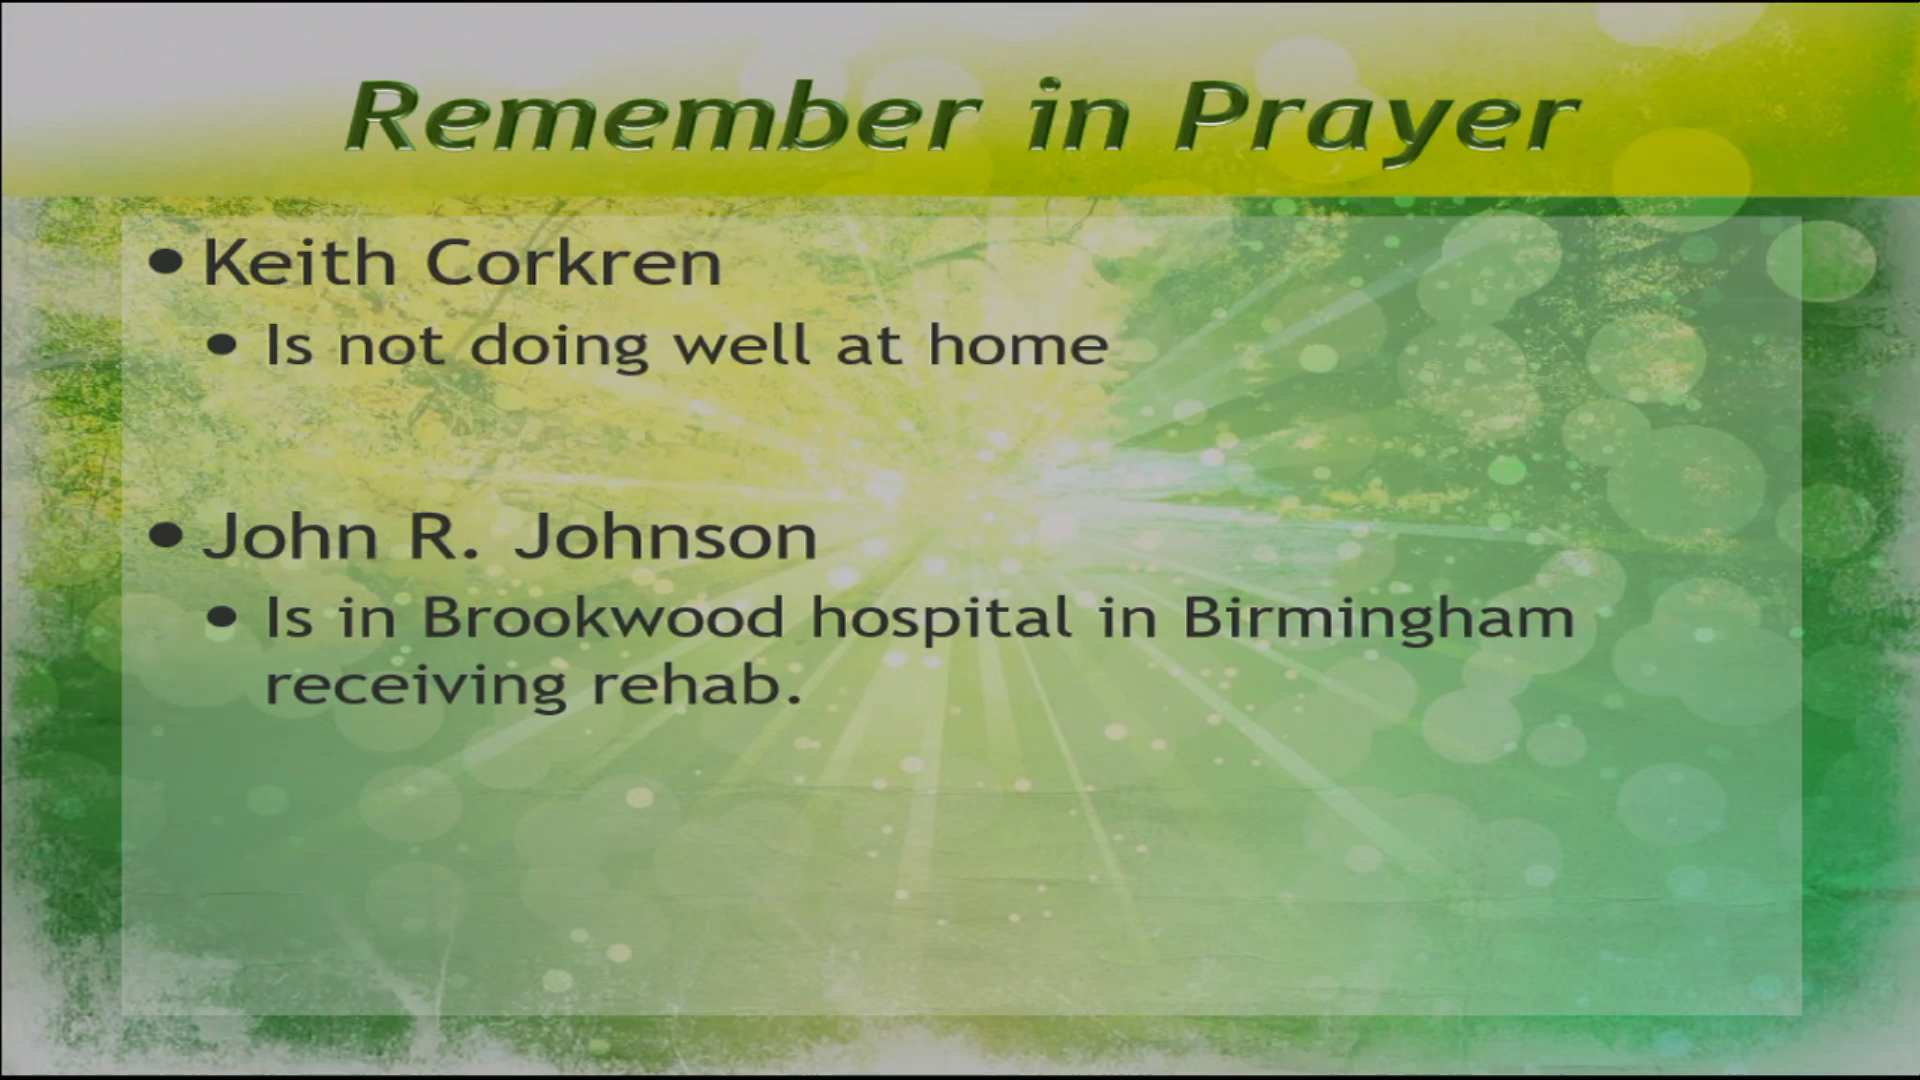 Remember in Prayer
• Keith Corkren
• Is not doing well at home
• John R. Johnson
• Is in Brookwood hospital in Birmingham
receiving rehab.